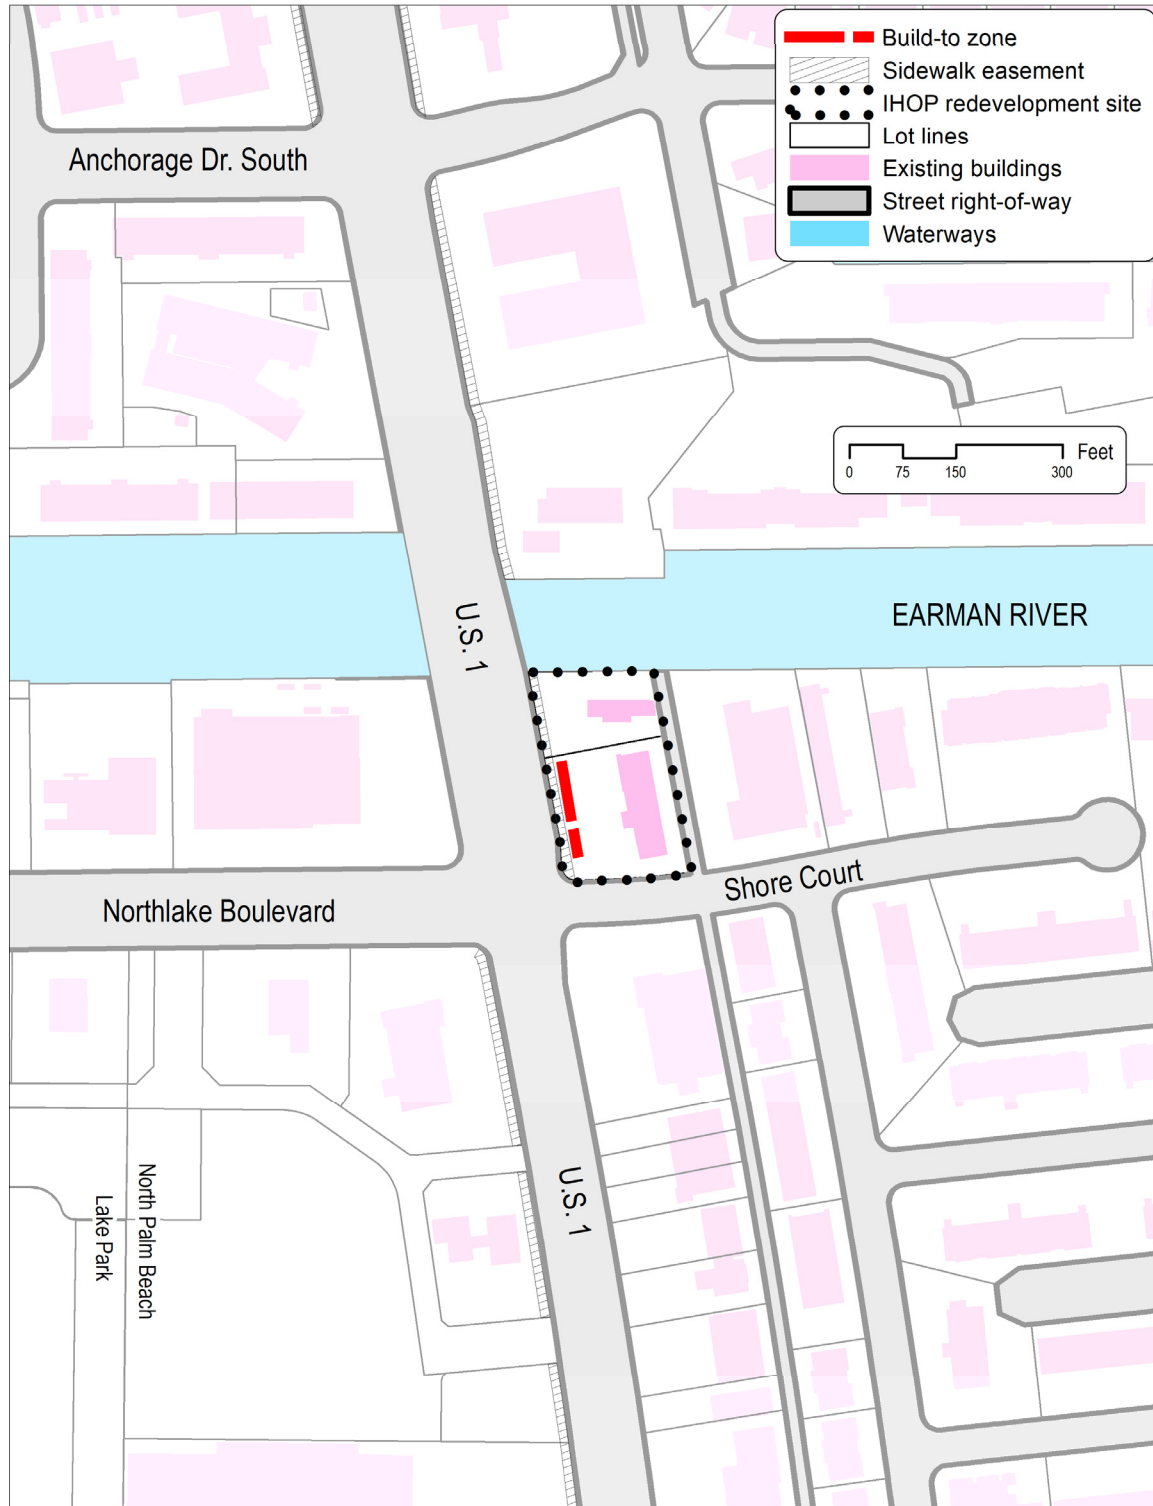 Build-to zone
Sidewalk easement
IHOP redevelopment site
Lot lines
Existing buildings
Street right-of-way
Waterways
Anchorage Dr. South
Feet
0 75 150 300
U.S. 1
EARMAN RIVER
Shore Court
Northlake Boulevard
North Palm Beach
Lake Park
U.S. 1